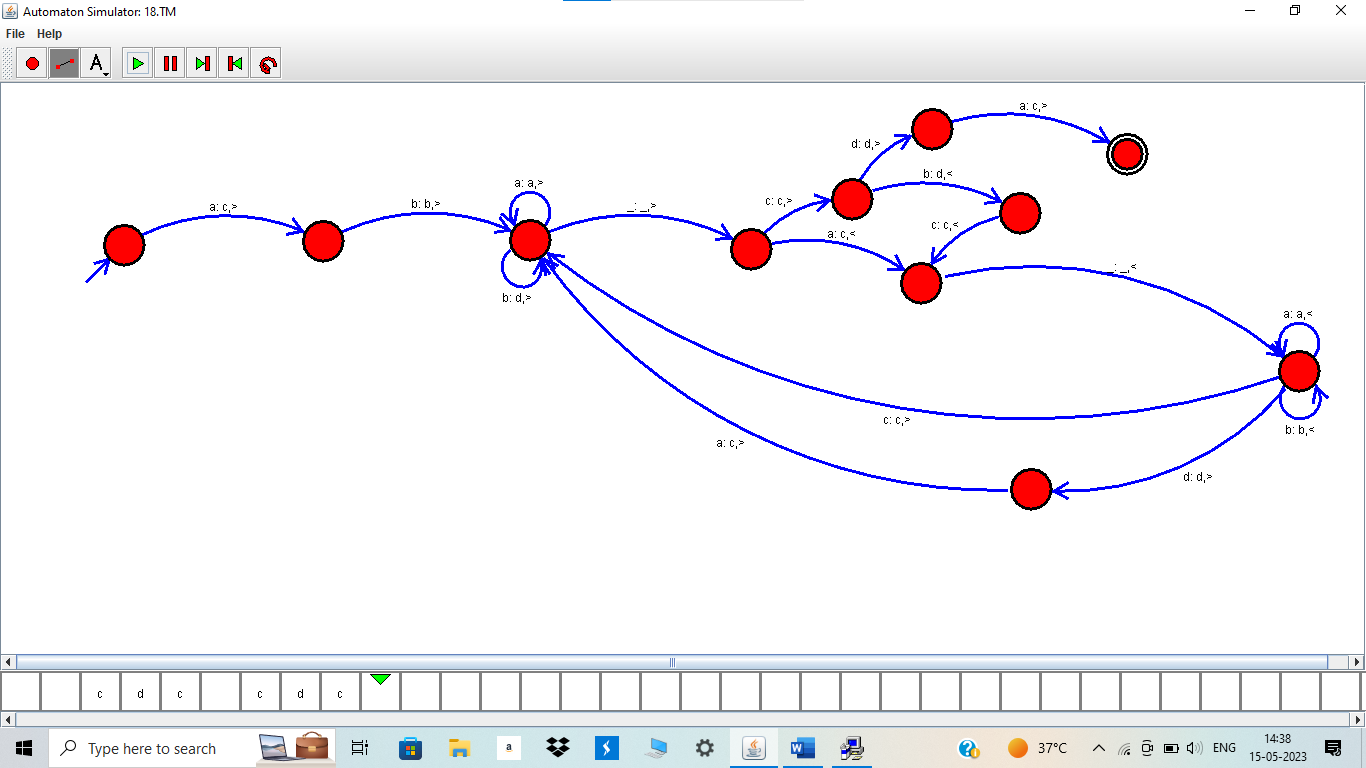 Automaton Simulator: 18.TM
File Help
A
a: c,>
d: d,>
b: d,<
a: a,>
b: b,>
_: _,>
c: c,>
a: c,>
c: c,<
a: c,<
_: _,<
b: d,>
a: a,<
c: c,>
b: b,<
a: c,>
d: d,>
c d c c d c
Type here to search
a
W
37°C
ENG
14:38
15-05-2023